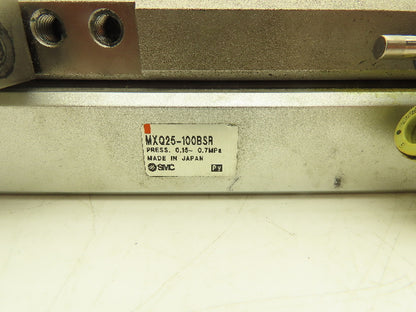 MXQ25-100BSR
PRESS. 0.15~ 0.7MPa
MADE IN JAPAN
SMC PY